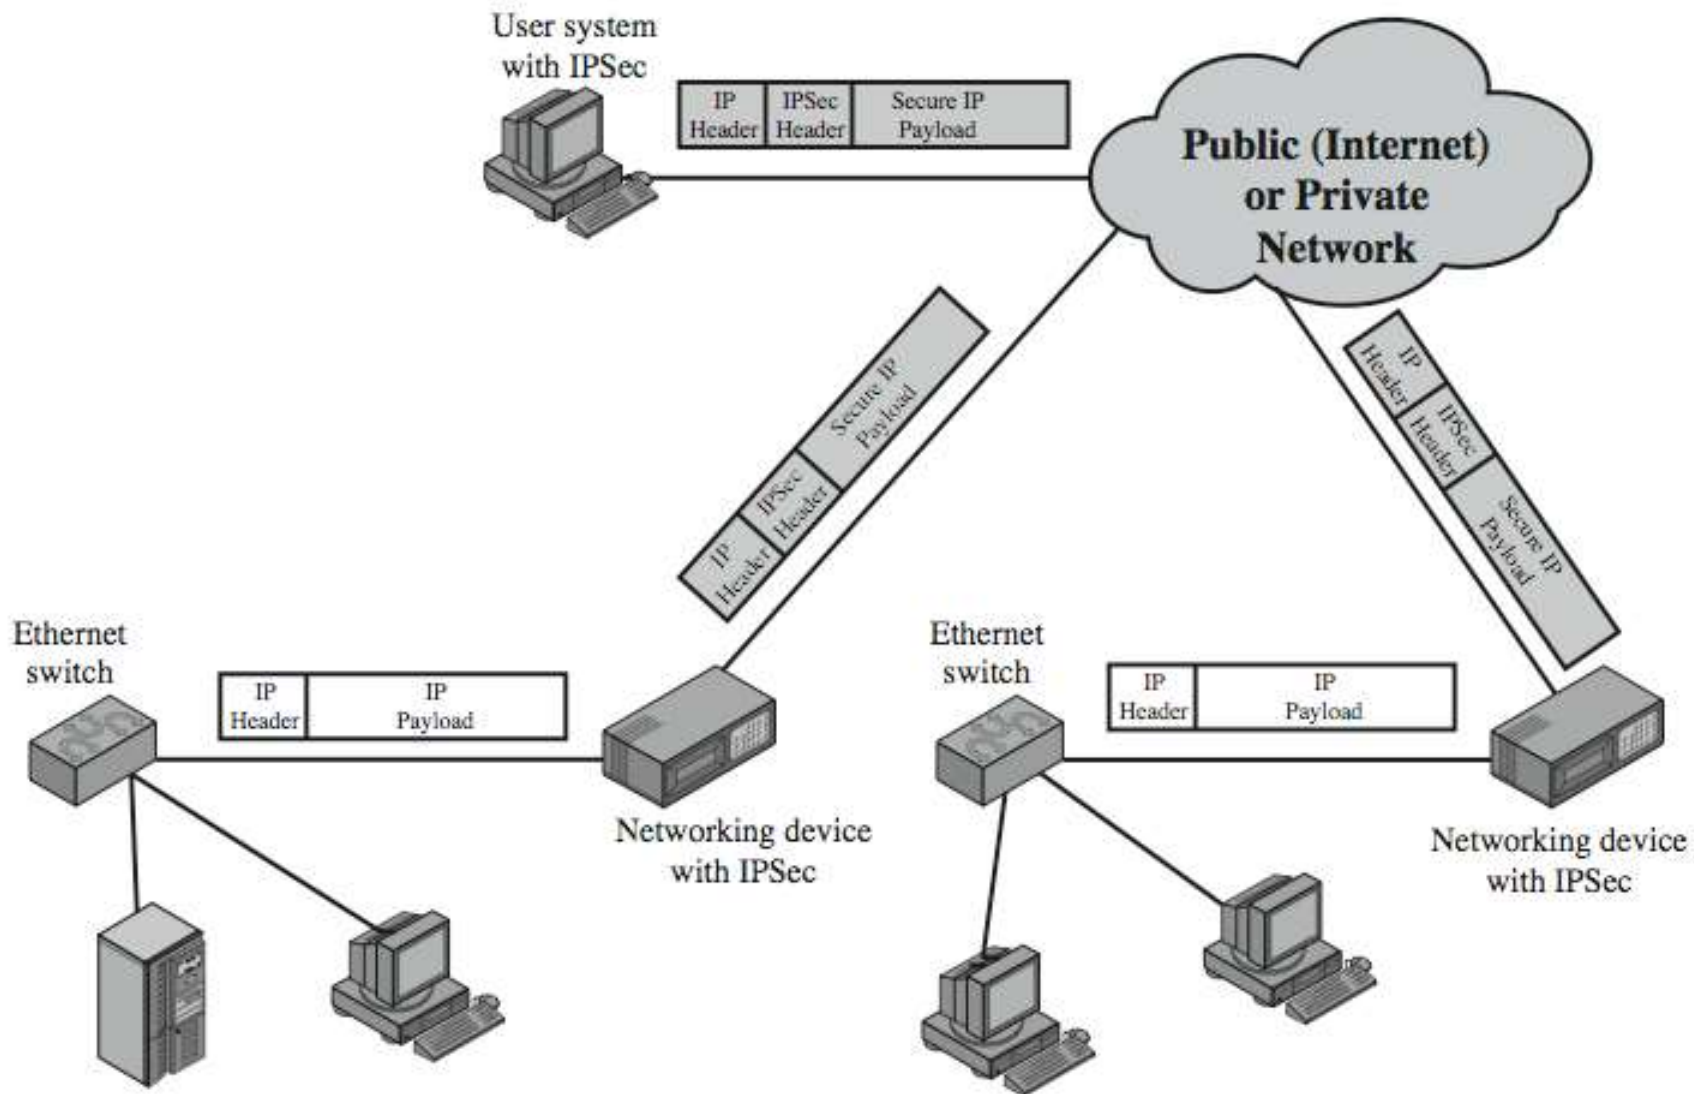 User system
with IPSec
IP
Header
IPSec
Header
Secure IP
Payload
Public (Internet)
or Private
Network
IP
Header
IPSec
Header
Secure IP
Payload
IP
Header
IPSec
Header
Secure IP
Payload
Ethernet
switch
IP
Header
IP
Payload
Networking device
with IPSec
Ethernet
switch
IP
Header
IP
Payload
Networking device
with IPSec